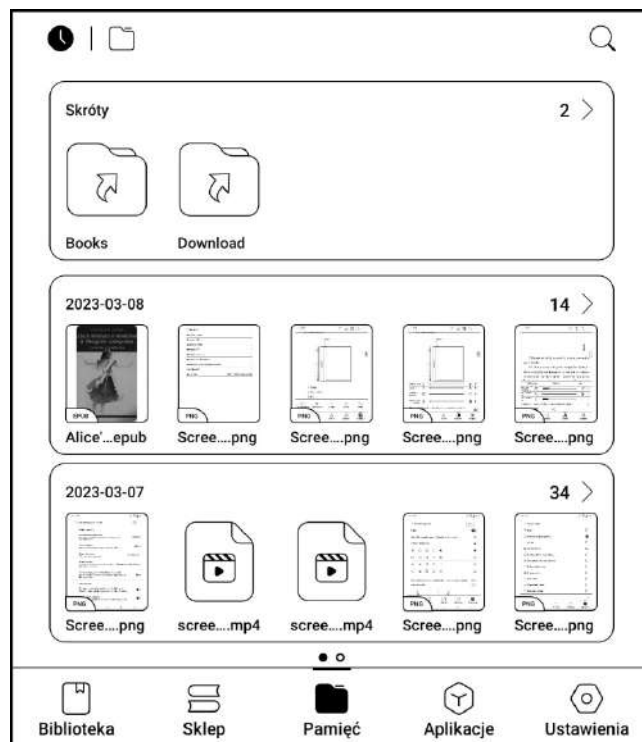 Skróty 2
Books Download
2023-03-08 14
EPUB PNG PNG PNG PNG
Alice'...epub Scree....png Scree....png Scree....png Scree....png
2023-03-07 34
PNG PNG PNG
Scree....png scree....mp4 scree....mp4 Scree....png Scree....png
Biblioteka Sklep Pamięć Aplikacje Ustawienia